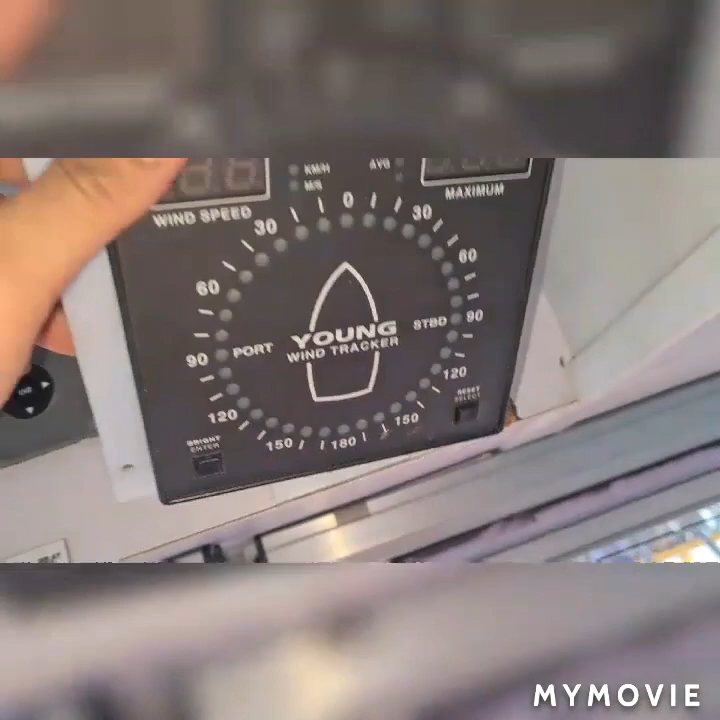 KM/H
M/S
AVG
WIND SPEED
MAXIMUM
0
30
30
60
60
90
90
120
120
150
150
180
PORT
STBD
YOUNG
WIND TRACKER
RESET
SELECT
BRIGHT
ENTER
MYMOVIE